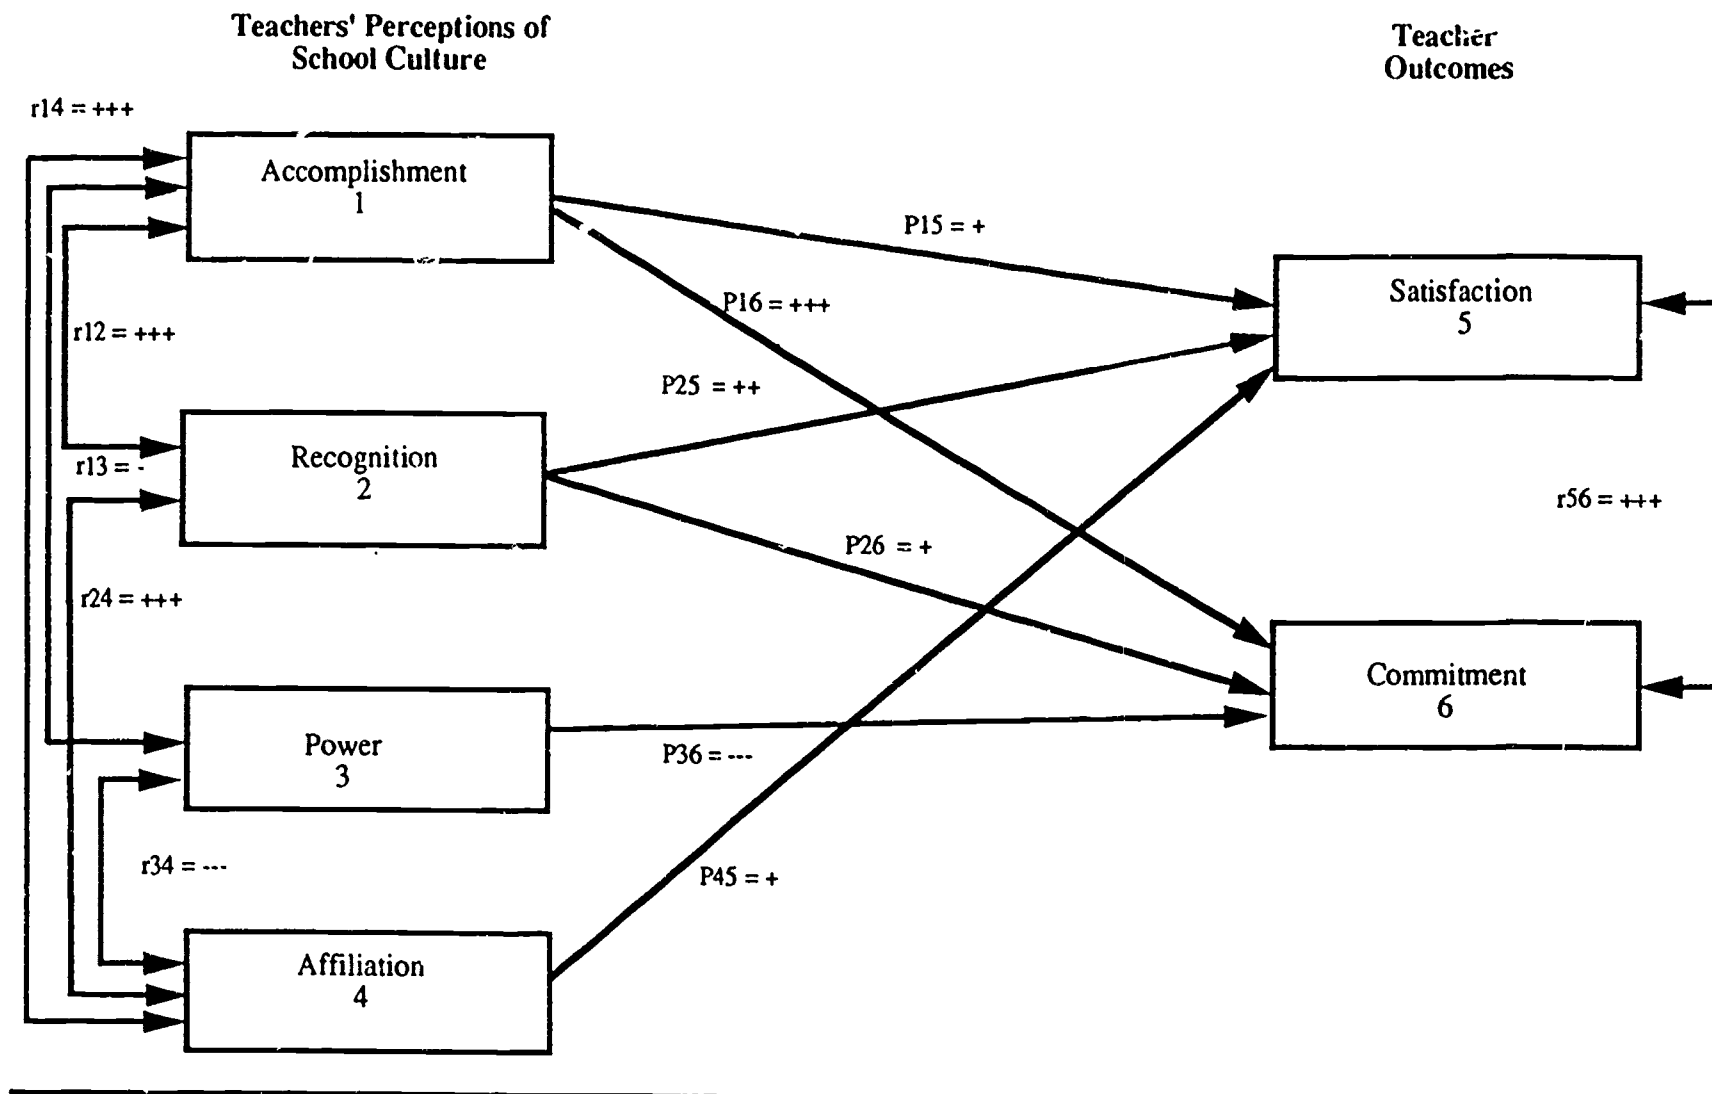 Teachers' Perceptions of
School Culture
Teacher
Outcomes
r14 = +++
Accomplishment
1
P15 = +
Satisfaction
5
P16 = +++
r12 = +++
P25 = ++
Recognition
2
r13 = -
r56 = +++
P26 = +
r24 = +++
Commitment
6
Power
3
P36 = ---
r34 = ---
P45 = +
Affiliation
4